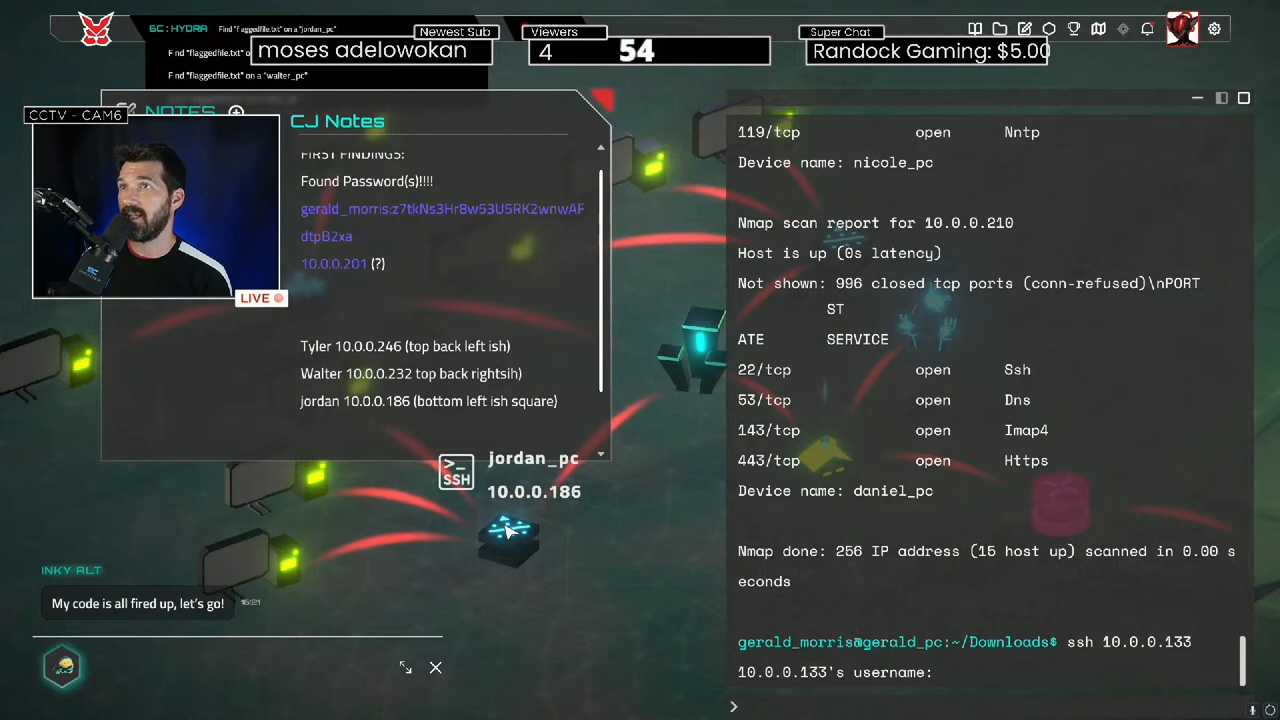 GC: HYDRA
Find "flaggedfile.txt" on a "jordan_pc"
Find "flaggedfile.txt" o
Find "flaggedfile.txt" on a "walter_pc"
Newest Sub
moses adelowokan
Viewers
4
54
Super Chat
Randock Gaming: $5.00
CCTV - CAM6
LIVE
NOTES
CJ Notes
FIRST FINDINGS:
Found Password(s)!!!!
gerald_morris:z7tkNs3Hr8w53U5RK2wnwAF
dtpB2xa
10.0.0.201 (?)
Tyler 10.0.0.246 (top back left ish)
Walter 10.0.0.232 top back rightsih)
jordan 10.0.0.186 (bottom left ish square)
>_
SSH
jordan_pc
10.0.0.186
INKY ALT
My code is all fired up, let's go!
119/tcp open Nntp
Device name: nicole_pc
Nmap scan report for 10.0.0.210
Host is up (0s latency)
Not shown: 996 closed tcp ports (conn-refused)\nPORT
ST
ATE SERVICE
22/tcp open Ssh
53/tcp open Dns
143/tcp open Imap4
443/tcp open Https
Device name: daniel_pc
Nmap done: 256 IP address (15 host up) scanned in 0.00 s
econds
gerald_morris@gerald_pc:~/Downloads$ ssh 10.0.0.133
10.0.0.133's username:
>